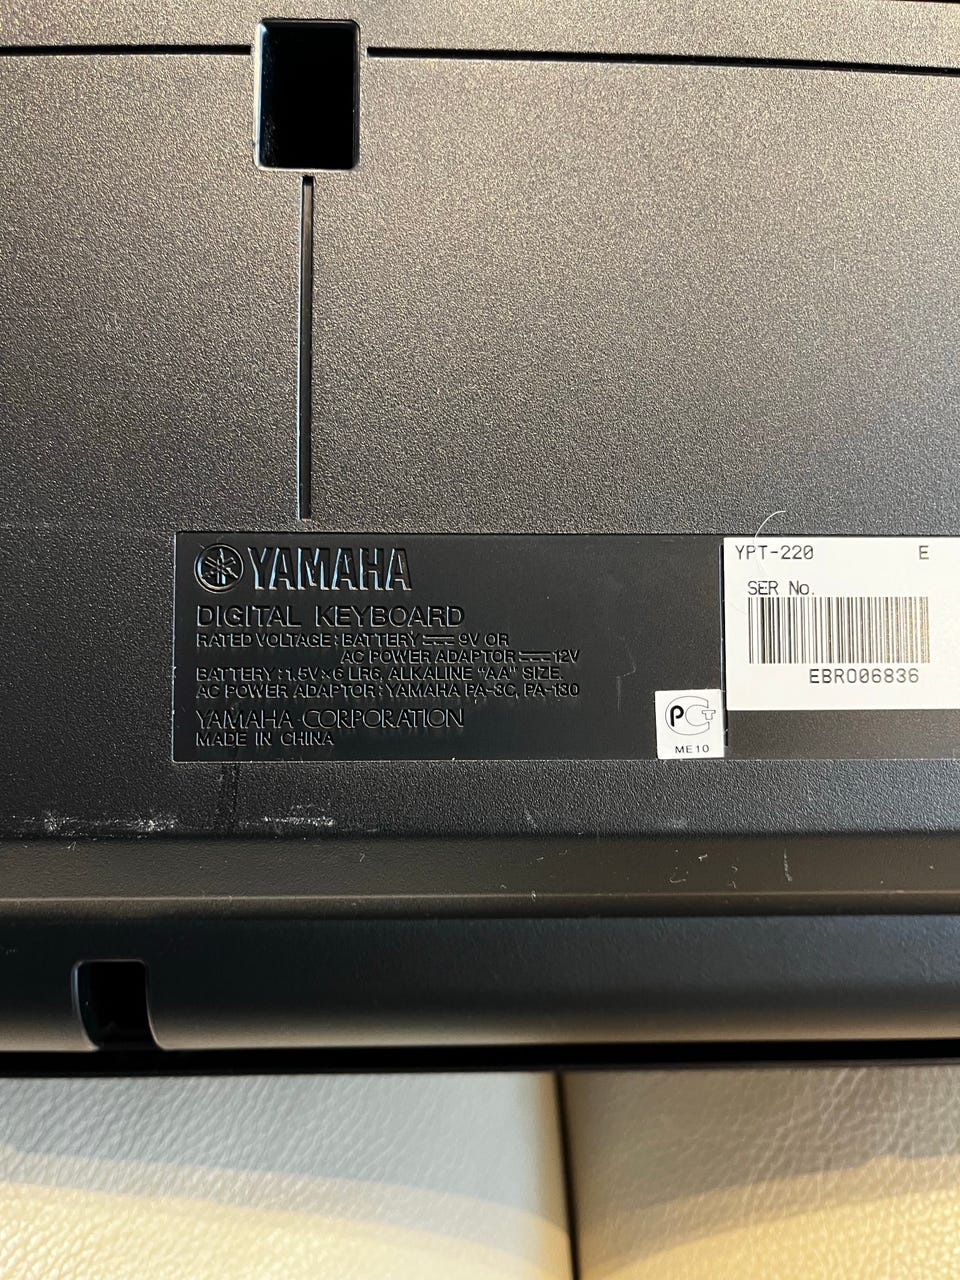 YAMAHA
DIGITAL KEYBOARD
RATED VOLTAGE : BATTERY ⎓ 9V OR
AC POWER ADAPTOR ⎓ 12V
BATTERY : 1.5V×6 LR6, ALKALINE "AA" SIZE.
AC POWER ADAPTOR : YAMAHA PA-3C, PA-130
YAMAHA CORPORATION
MADE IN CHINA
РСТ
ME10
YPT-220 E
SER No.
EBRO06836